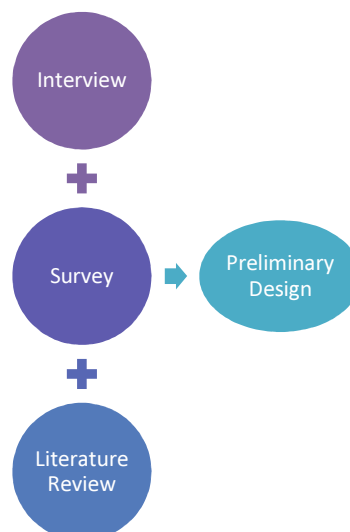 Interview
Survey
Preliminary
Design
Literature
Review